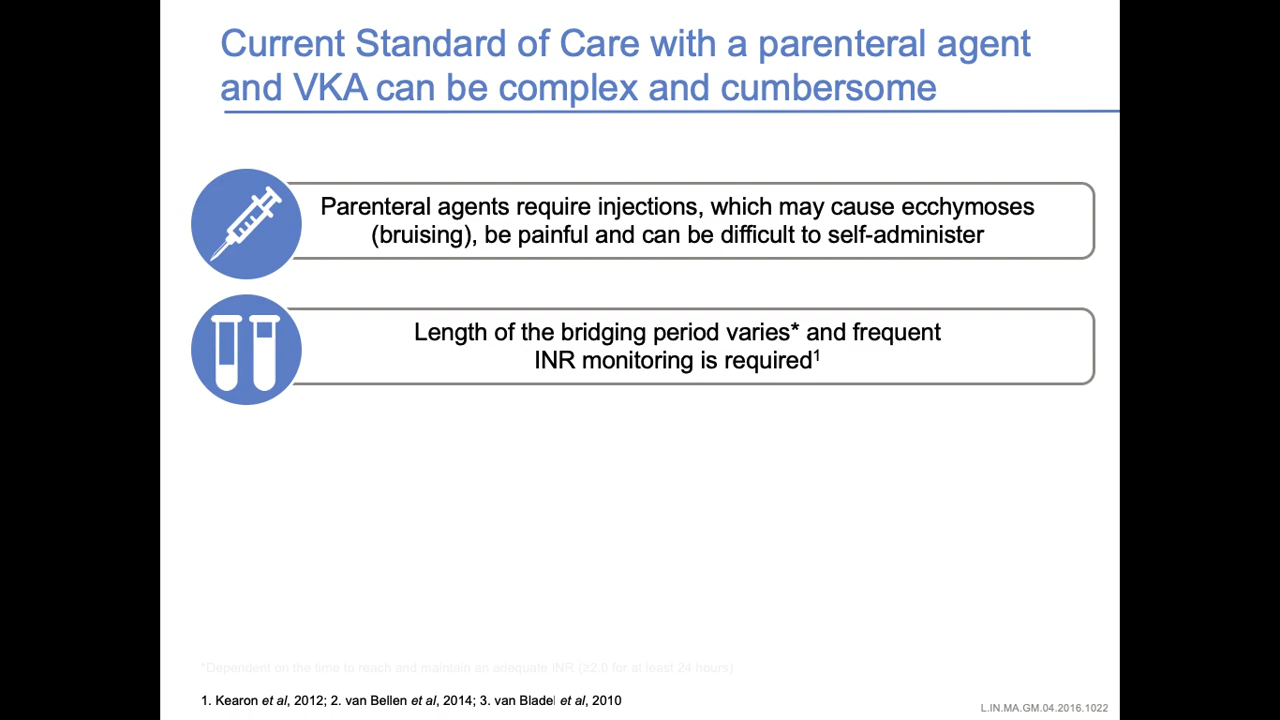 Current Standard of Care with a parenteral agent
and VKA can be complex and cumbersome
Parenteral agents require injections, which may cause ecchymoses
(bruising), be painful and can be difficult to self-administer
Length of the bridging period varies* and frequent
INR monitoring is required¹
*Dependent on the time to reach and maintain an adequate INR (≥2.0 for at least 24 hours)
1. Kearon et al, 2012; 2. van Bellen et al, 2014; 3. van Bladel et al, 2010
L.IN.MA.GM.04.2016.1022